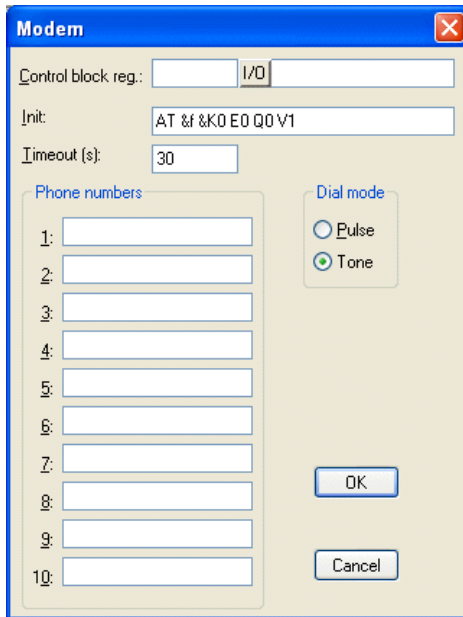 Modem
Control block reg.: I/O
Init: AT &f &K0 E0 Q0 V1
Timeout (s): 30
Phone numbers
1:
2:
3:
4:
5:
6:
7:
8:
9:
10:
Dial mode
Pulse
Tone
OK
Cancel